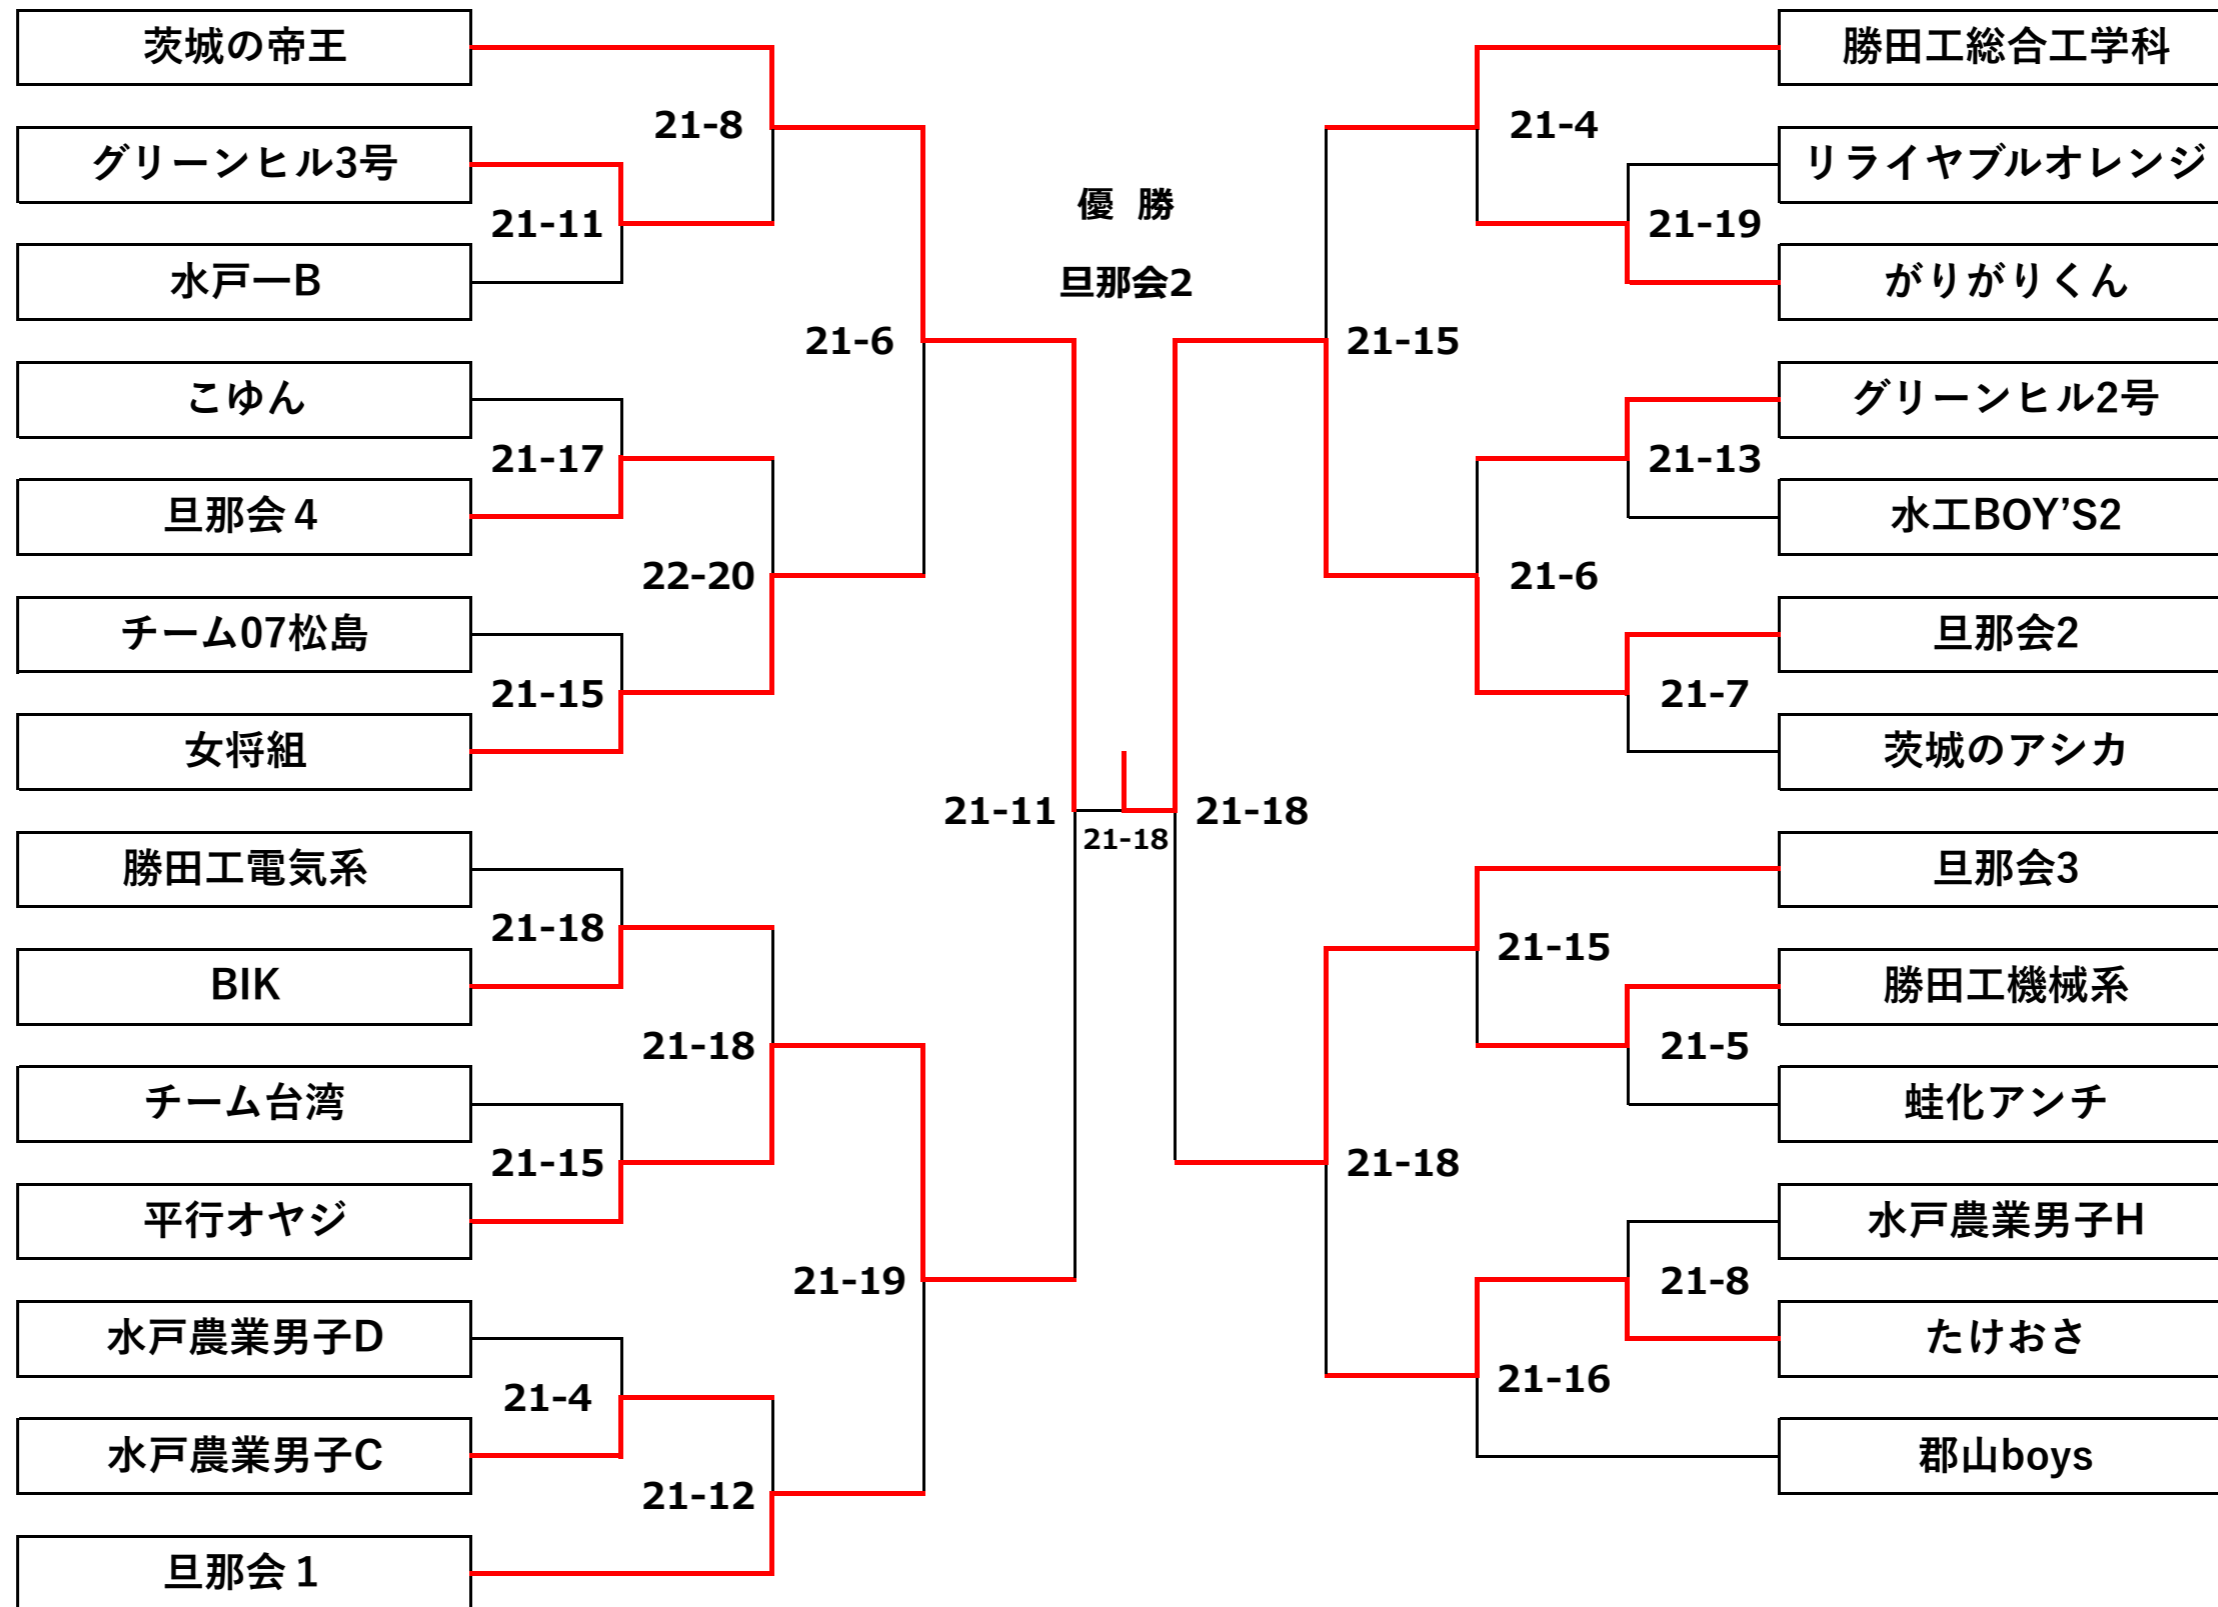 茨城の帝王
グリーンヒル3号
水戸一B
こゆん
旦那会４
チーム07松島
女将組
勝田工電気系
BIK
チーム台湾
平行オヤジ
水戸農業男子D
水戸農業男子C
旦那会１
21-11
21-17
21-15
21-18
21-15
21-4
21-8
22-20
21-18
21-12
21-6
21-19
21-11
優 勝
旦那会2
21-18
21-18
21-15
21-18
21-4
21-6
21-15
21-16
21-19
21-13
21-7
21-5
21-8
勝田工総合工学科
リライヤブルオレンジ
がりがりくん
グリーンヒル2号
水工BOY’S2
旦那会2
茨城のアシカ
旦那会3
勝田工機械系
蛙化アンチ
水戸農業男子H
たけおさ
郡山boys